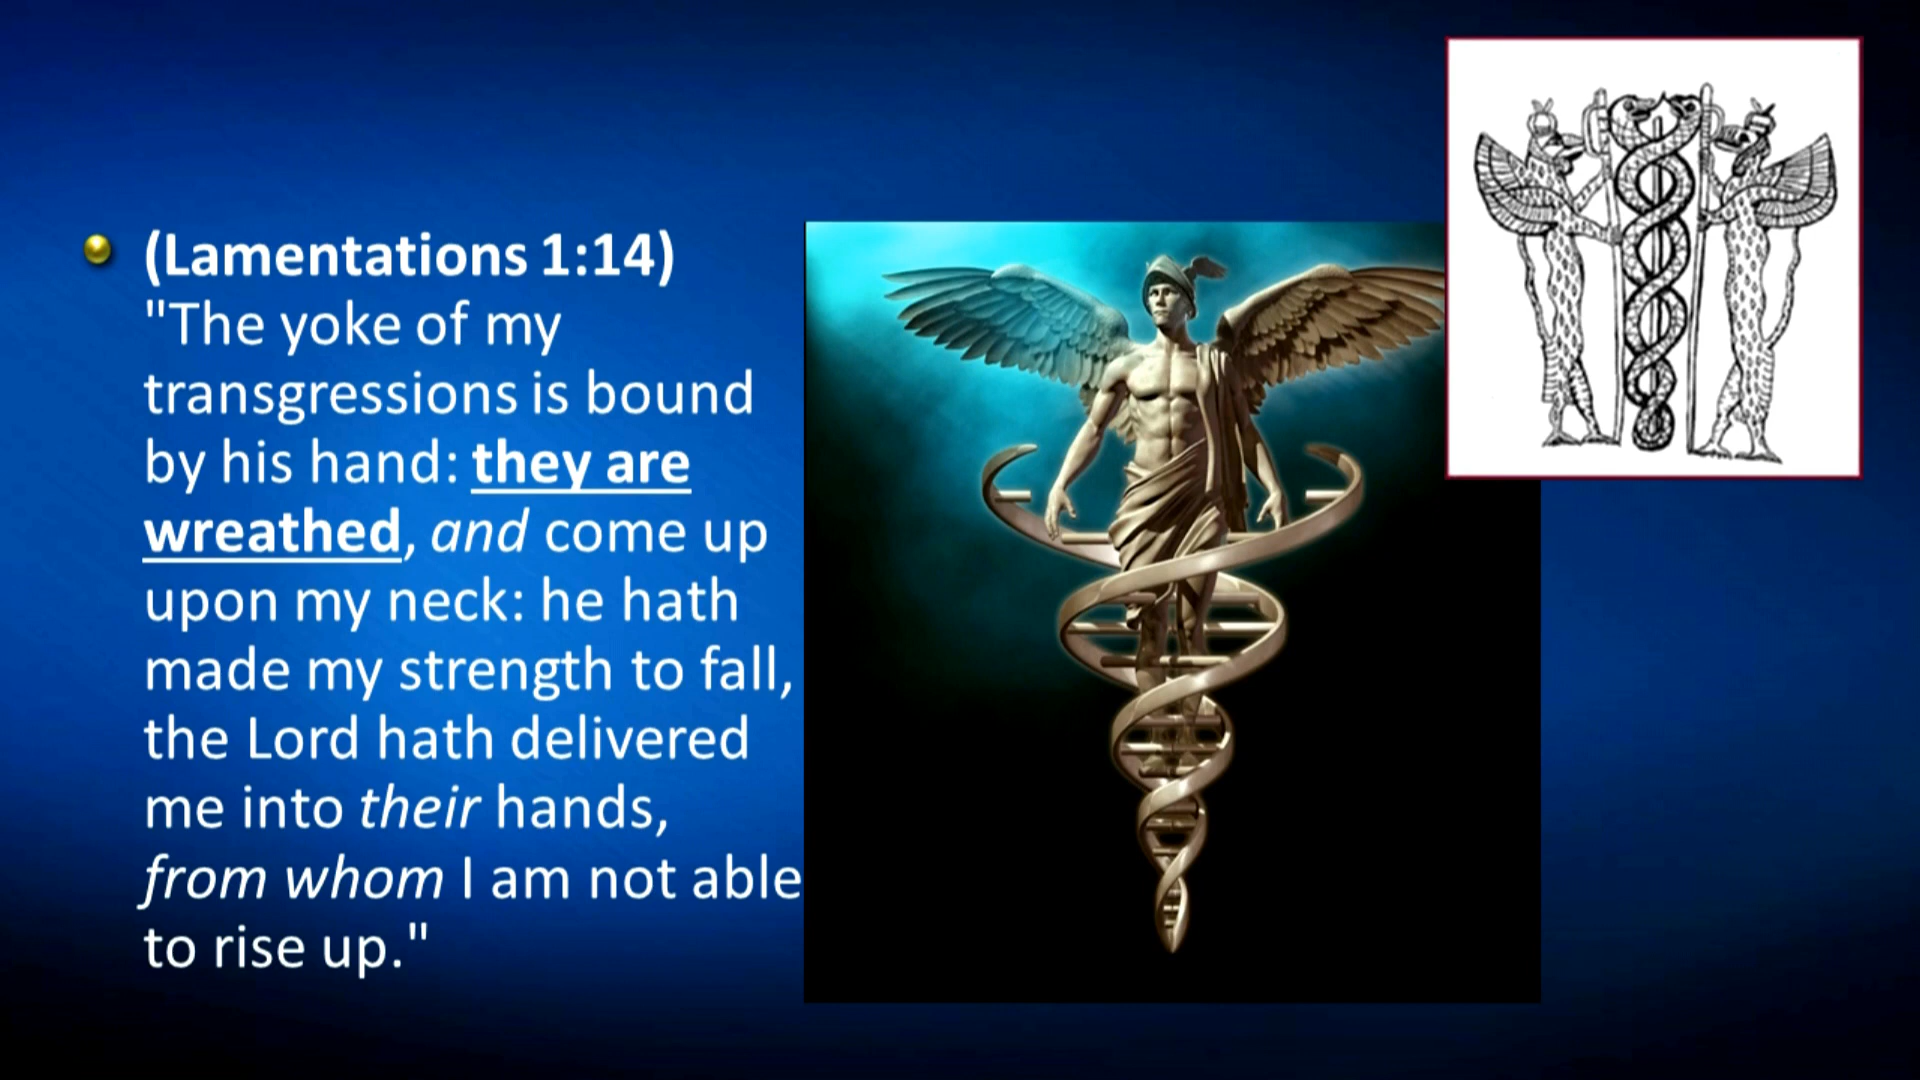 (Lamentations 1:14)
"The yoke of my
transgressions is bound
by his hand: they are
wreathed, and come up
upon my neck: he hath
made my strength to fall,
the Lord hath delivered
me into their hands,
from whom I am not able
to rise up."